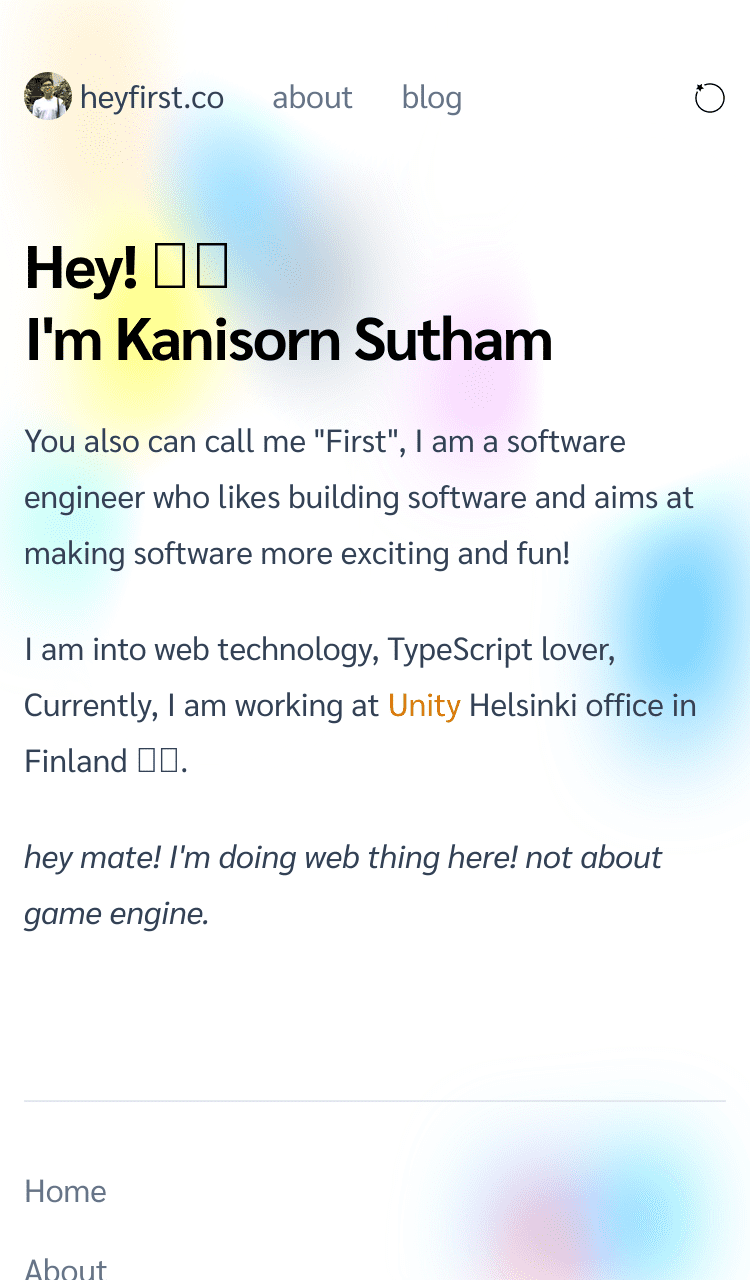 heyfirst.co about blog
Hey! 
I'm Kanisorn Sutham
You also can call me "First", I am a software
engineer who likes building software and aims at
making software more exciting and fun!
I am into web technology, TypeScript lover,
Currently, I am working at Unity Helsinki office in
Finland .
hey mate! I'm doing web thing here! not about
game engine.
Home
About